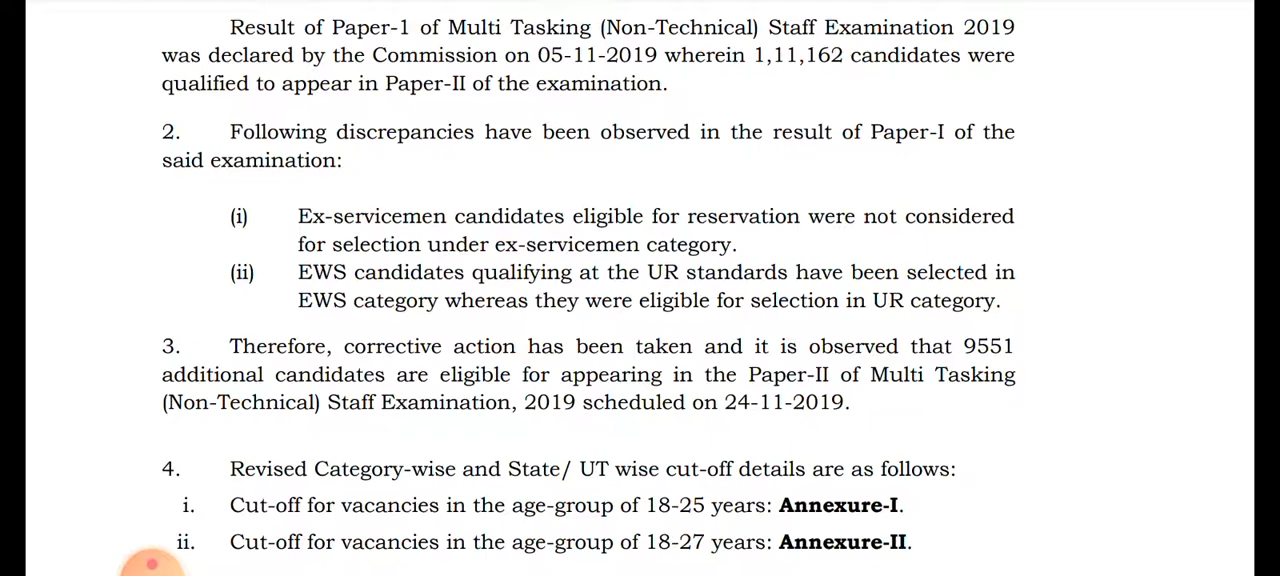 Result of Paper-1 of Multi Tasking (Non-Technical) Staff Examination 2019
was declared by the Commission on 05-11-2019 wherein 1,11,162 candidates were
qualified to appear in Paper-II of the examination.
2. Following discrepancies have been observed in the result of Paper-I of the
said examination:
(i) Ex-servicemen candidates eligible for reservation were not considered
for selection under ex-servicemen category.
(ii) EWS candidates qualifying at the UR standards have been selected in
EWS category whereas they were eligible for selection in UR category.
3. Therefore, corrective action has been taken and it is observed that 9551
additional candidates are eligible for appearing in the Paper-II of Multi Tasking
(Non-Technical) Staff Examination, 2019 scheduled on 24-11-2019.
4. Revised Category-wise and State/ UT wise cut-off details are as follows:
i. Cut-off for vacancies in the age-group of 18-25 years: Annexure-I.
ii. Cut-off for vacancies in the age-group of 18-27 years: Annexure-II.